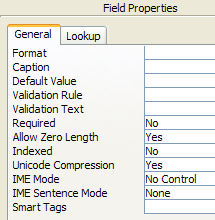 Field Properties
General Lookup
Format
Caption
Default Value
Validation Rule
Validation Text
Required No
Allow Zero Length Yes
Indexed No
Unicode Compression Yes
IME Mode No Control
IME Sentence Mode None
Smart Tags